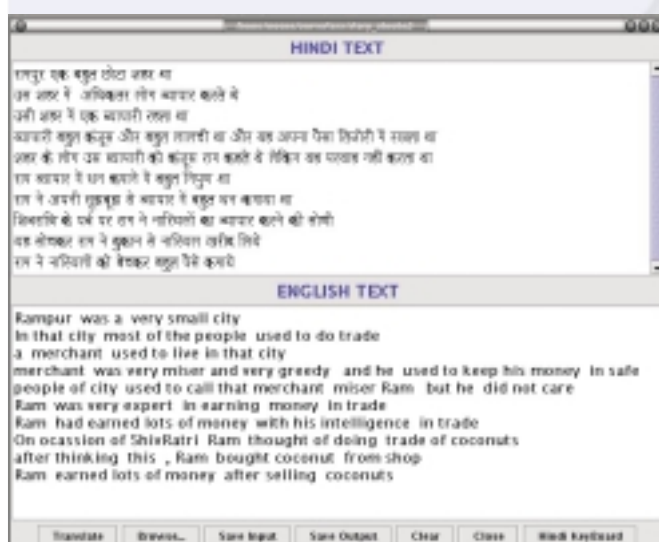 HINDI TEXT
रामपुर एक बहुत छोटा शहर था
उस शहर में अधिकतर लोग व्यापार करते थे
उसी शहर में एक व्यापारी रहता था
व्यापारी बहुत कंजूस और बहुत लालची था और वह अपना पैसा तिजोरी में रखता था
शहर के लोग उस व्यापारी को कंजूस राम कहते थे लेकिन वह परवाह नहीं करता था
राम व्यापार में धन कमाने में बहुत निपुण था
राम ने अपनी सूझबूझ से व्यापार में बहुत धन कमाया था
शिवरात्रि के पर्व पर राम ने नारियलों का व्यापार करने की सोची
यह सोचकर राम ने दुकान से नारियल खरीद लिये
राम ने नारियलों को बेचकर बहुत पैसे कमाये
ENGLISH TEXT
Rampur was a very small city
In that city most of the people used to do trade
a merchant used to live in that city
merchant was very miser and very greedy and he used to keep his money in safe
people of city used to call that merchant miser Ram but he did not care
Ram was very expert in earning money in trade
Ram had earned lots of money with his intelligence in trade
On ocassion of ShivRatri Ram thought of doing trade of coconuts
after thinking this , Ram bought coconut from shop
Ram earned lots of money after selling coconuts
Translate Browse... Save Input Save Output Clear Close Hindi KeyBoard